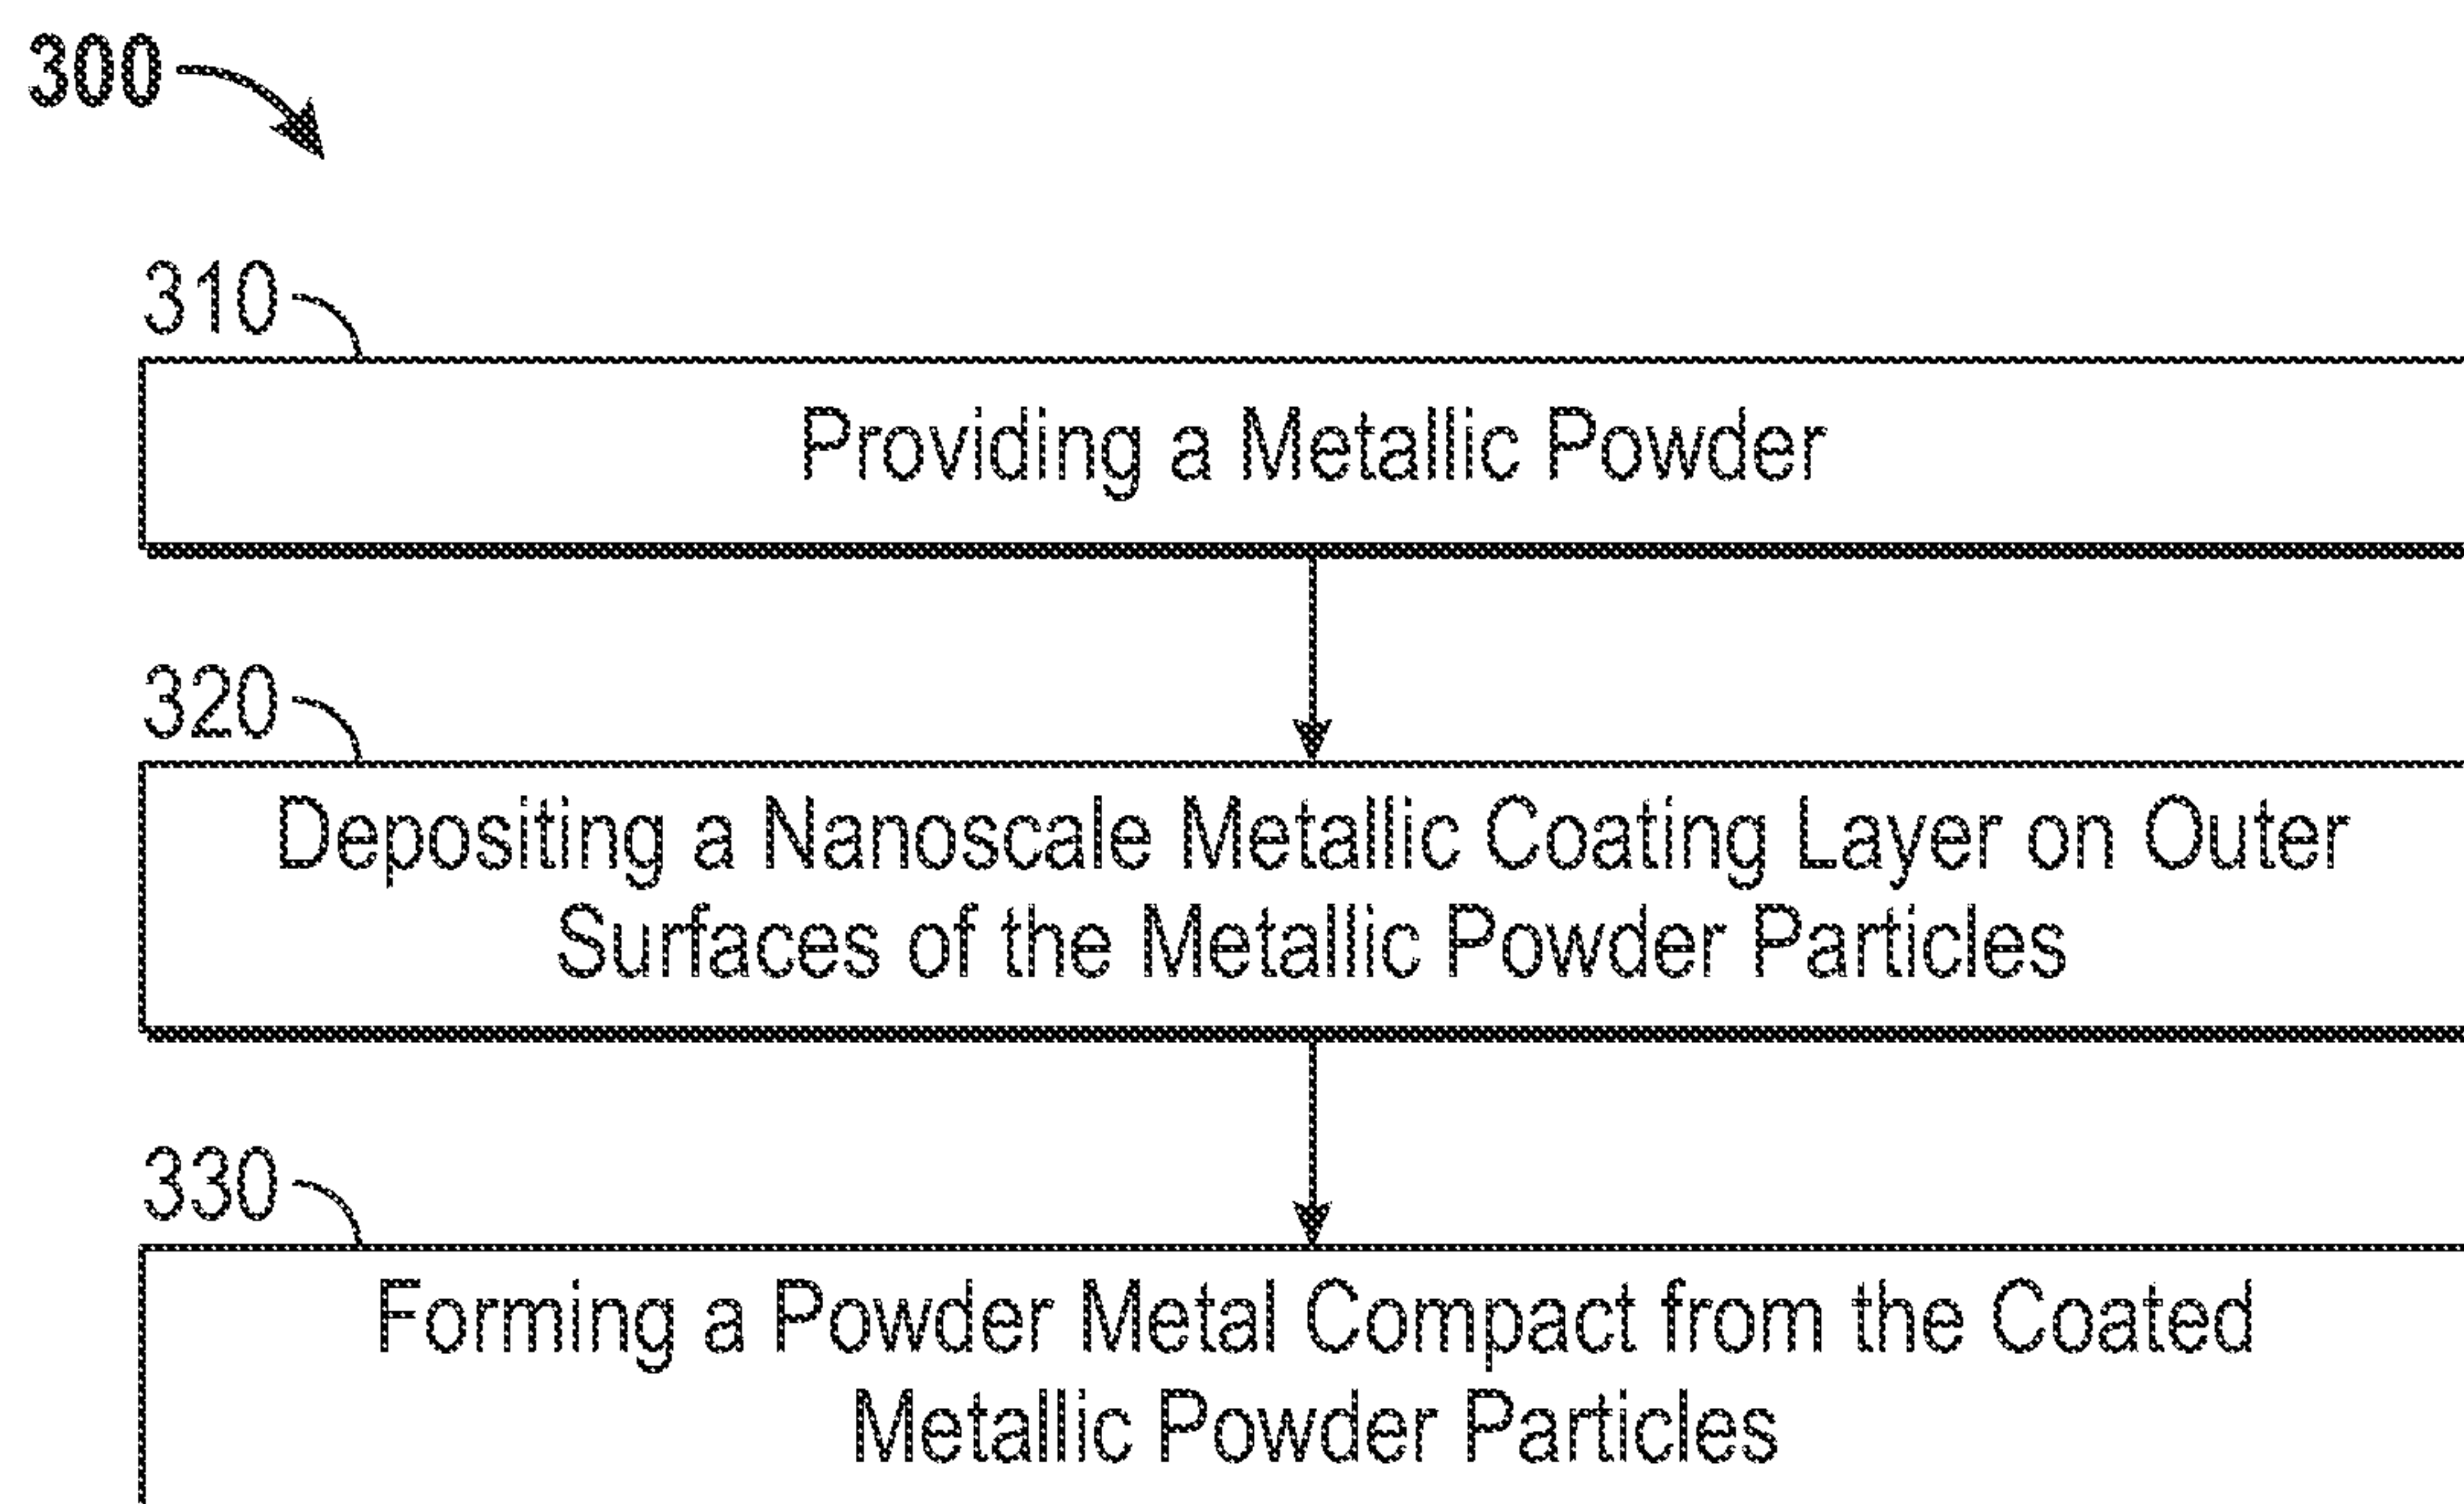 300
310
Providing a Metallic Powder
320
Depositing a Nanoscale Metallic Coating Layer on Outer
Surfaces of the Metallic Powder Particles
330
Forming a Powder Metal Compact from the Coated
Metallic Powder Particles